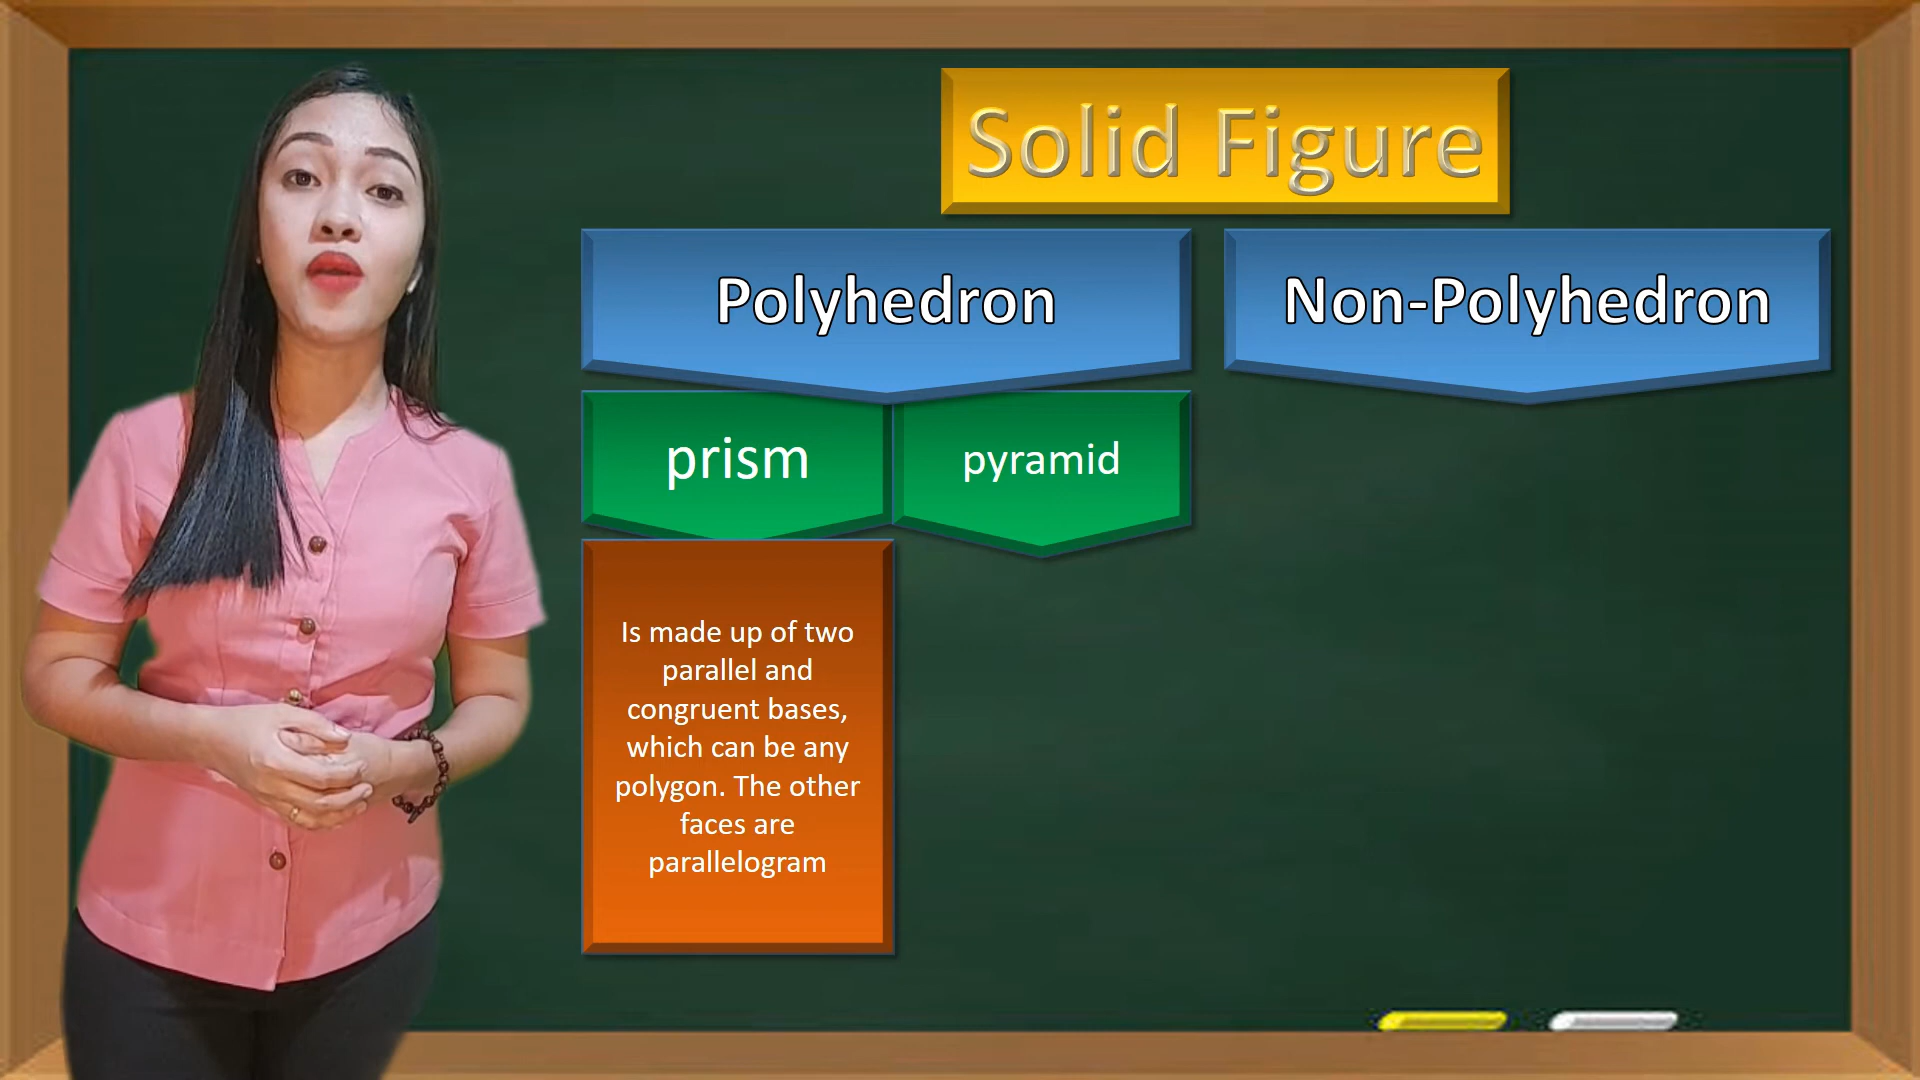 Solid Figure
Polyhedron
Non-Polyhedron
prism
pyramid
Is made up of two
parallel and
congruent bases,
which can be any
polygon. The other
faces are
parallelogram